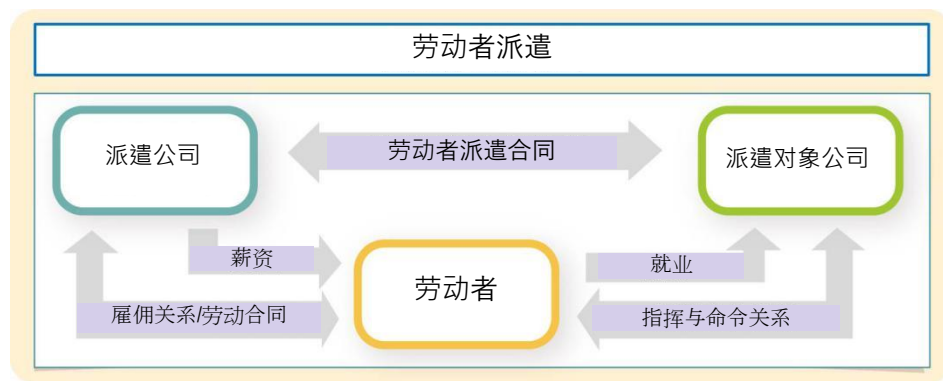 劳动者派遣
派遣公司
劳动者派遣合同
派遣对象公司
薪资
劳动者
就业
雇佣关系/劳动合同
指挥与命令关系